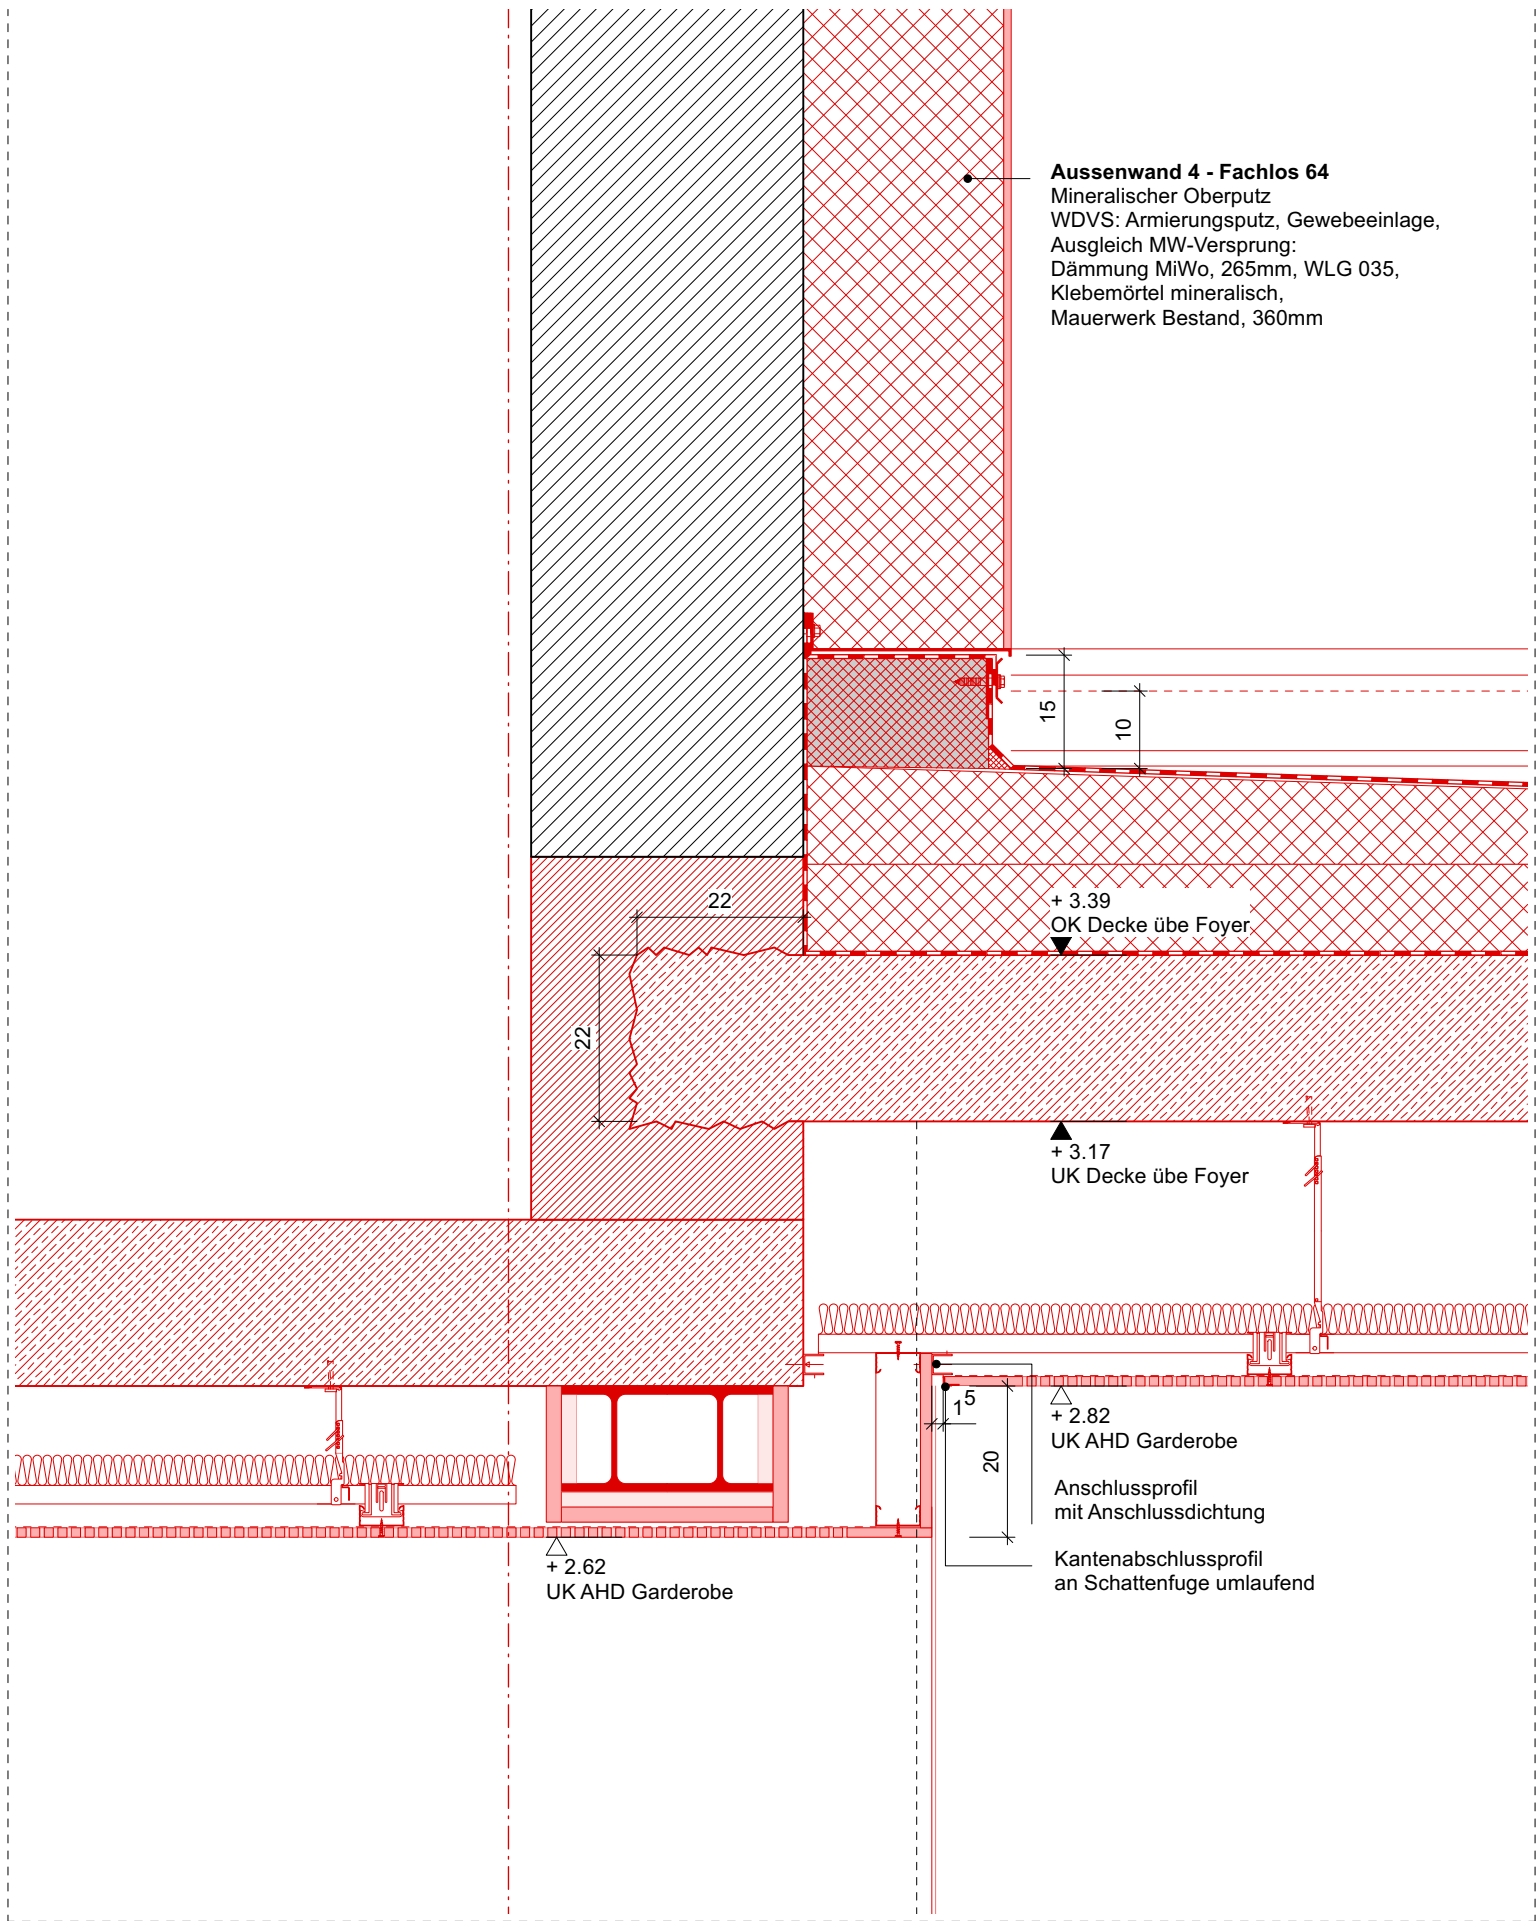 Aussenwand 4 - Fachlos 64
Mineralischer Oberputz
WDVS: Armierungsputz, Gewebeeinlage,
Ausgleich MW-Versprung:
Dämmung MiWo, 265mm, WLG 035,
Klebemörtel mineralisch,
Mauerwerk Bestand, 360mm
15
10
22
+ 3.39
OK Decke übe Foyer
22
+ 3.17
UK Decke übe Foyer
1⁵
+ 2.82
UK AHD Garderobe
20
Anschlussprofil
mit Anschlussdichtung
Kantenabschlussprofil
an Schattenfuge umlaufend
+ 2.62
UK AHD Garderobe